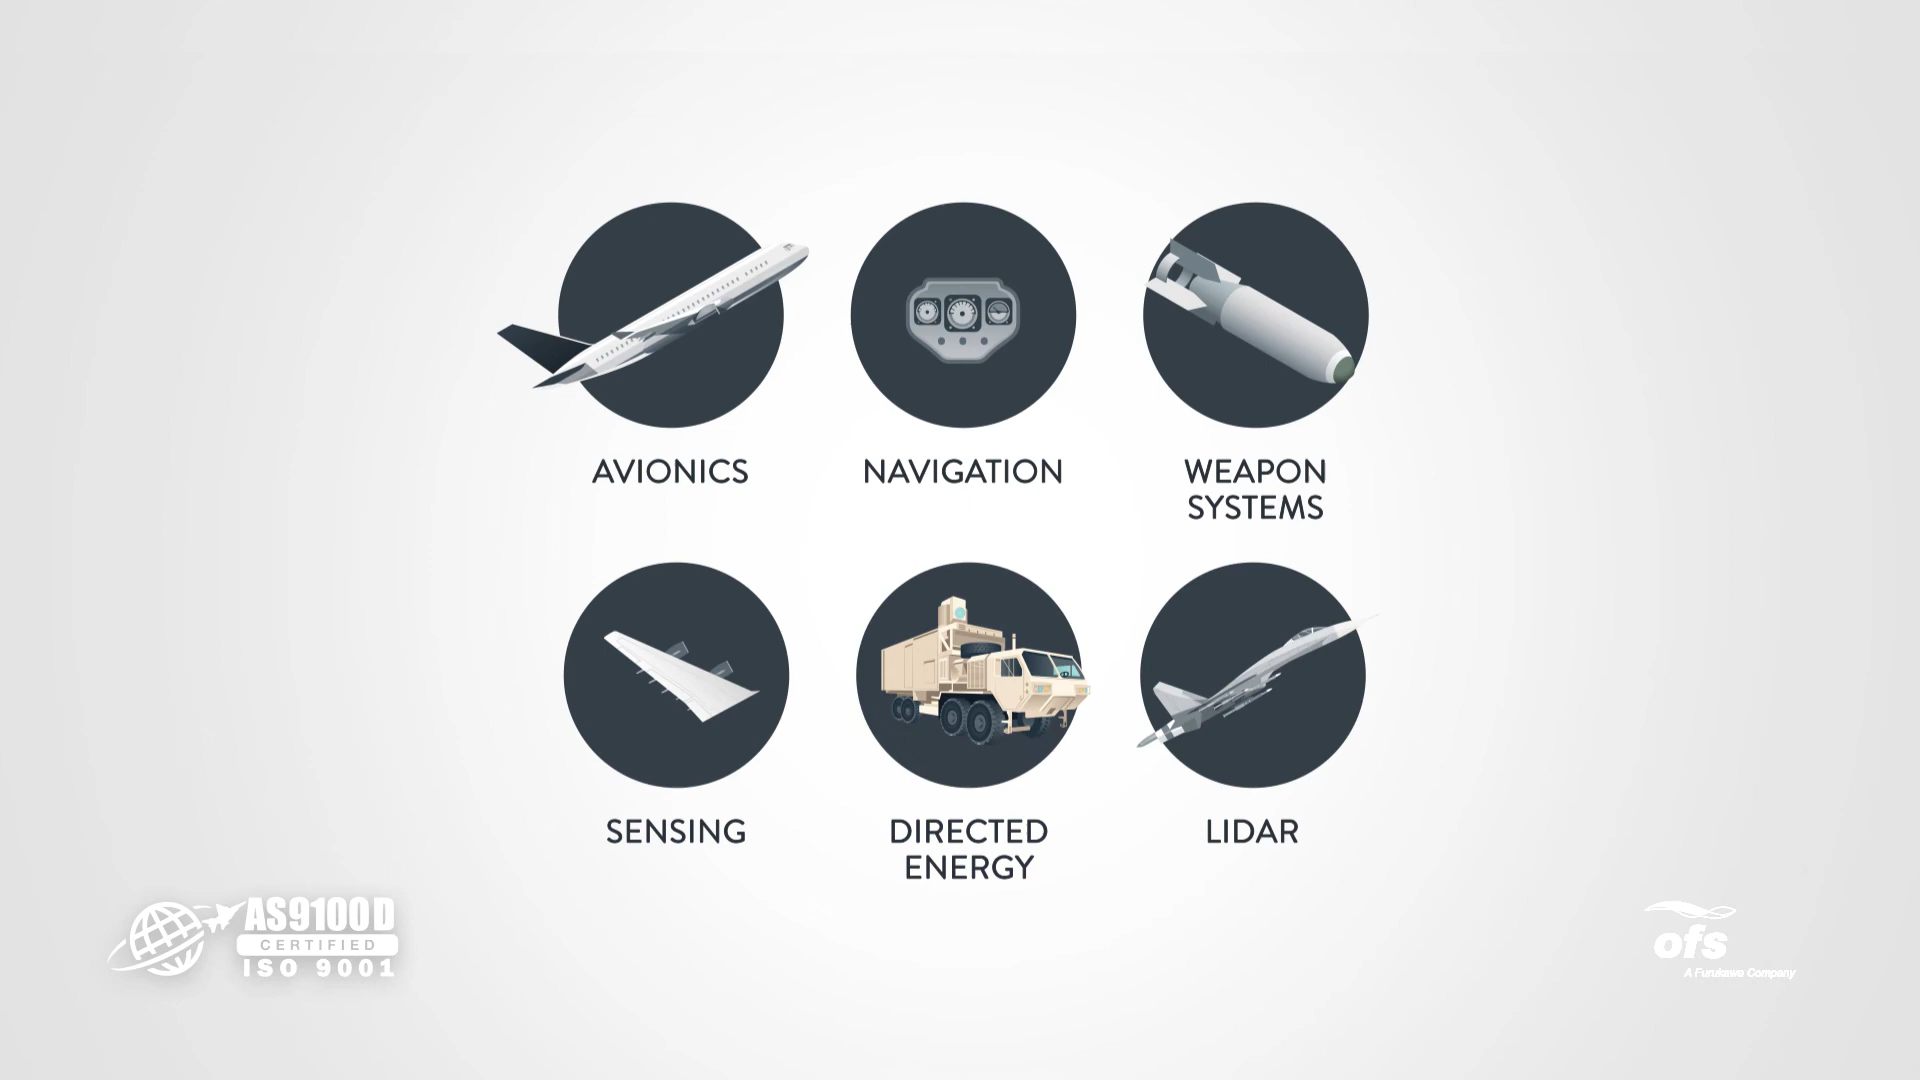 AVIONICS
NAVIGATION
WEAPON
SYSTEMS
SENSING
DIRECTED
ENERGY
LIDAR
AS9100D
CERTIFIED
ISO 9001
ofs
A Furukawa Company